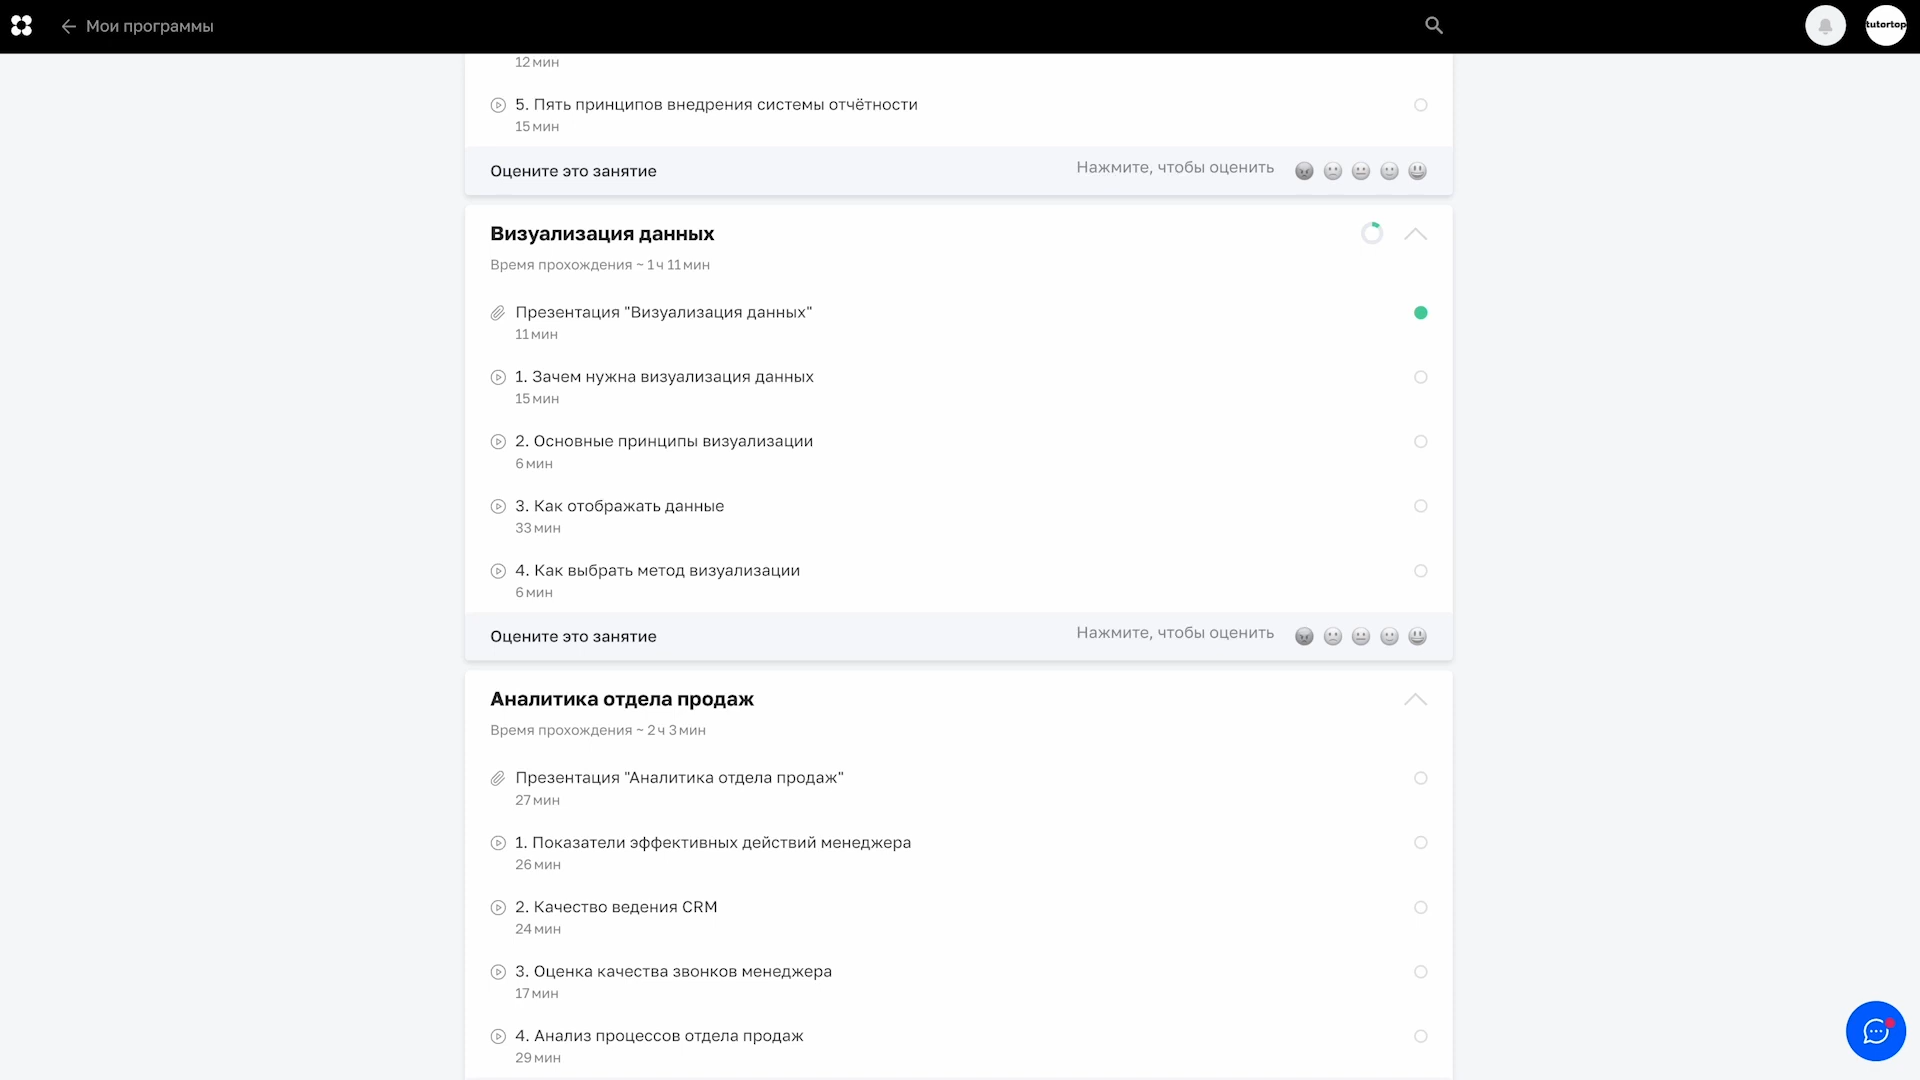 Мои программы
tutortop
12 мин
5. Пять принципов внедрения системы отчётности
15 мин
Оцените это занятие
Нажмите, чтобы оценить
Визуализация данных
Время прохождения ~ 1 ч 11 мин
Презентация "Визуализация данных"
11 мин
1. Зачем нужна визуализация данных
15 мин
2. Основные принципы визуализации
6 мин
3. Как отображать данные
33 мин
4. Как выбрать метод визуализации
6 мин
Оцените это занятие
Нажмите, чтобы оценить
Аналитика отдела продаж
Время прохождения ~ 2 ч 3 мин
Презентация "Аналитика отдела продаж"
27 мин
1. Показатели эффективных действий менеджера
26 мин
2. Качество ведения CRM
24 мин
3. Оценка качества звонков менеджера
17 мин
4. Анализ процессов отдела продаж
29 мин